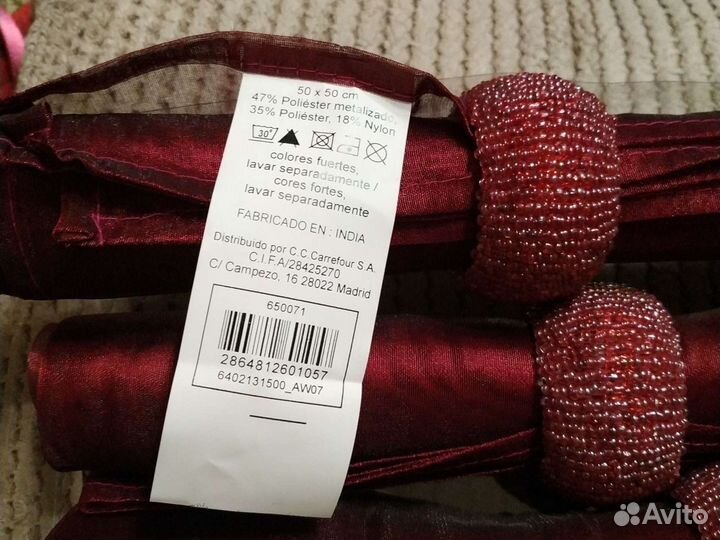 50 x 50 cm
47% Poliéster metalizado,
35% Poliéster, 18% Nylon
30°
colores fuertes,
lavar separadamente /
cores fortes,
lavar separadamente
FABRICADO EN : INDIA
Distribuido por C.C.Carrefour S.A.
C.I.F.A/28425270
C/ Campezo, 16 28022 Madrid
650071
2864812601057
6402131500_AW07
Avito